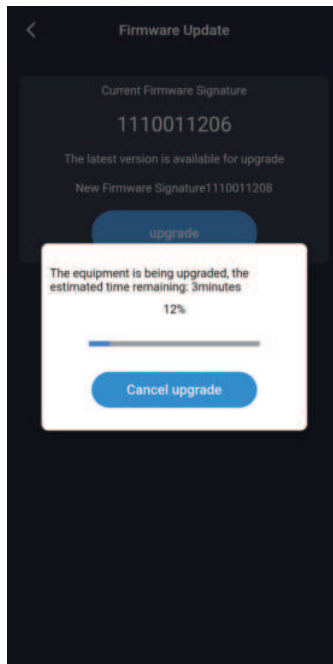 Firmware Update
Current Firmware Signature
1110011206
The latest version is available for upgrade
New Firmware Signature1110011208
upgrade
The equipment is being upgraded, the
estimated time remaining: 3minutes
12%
Cancel upgrade